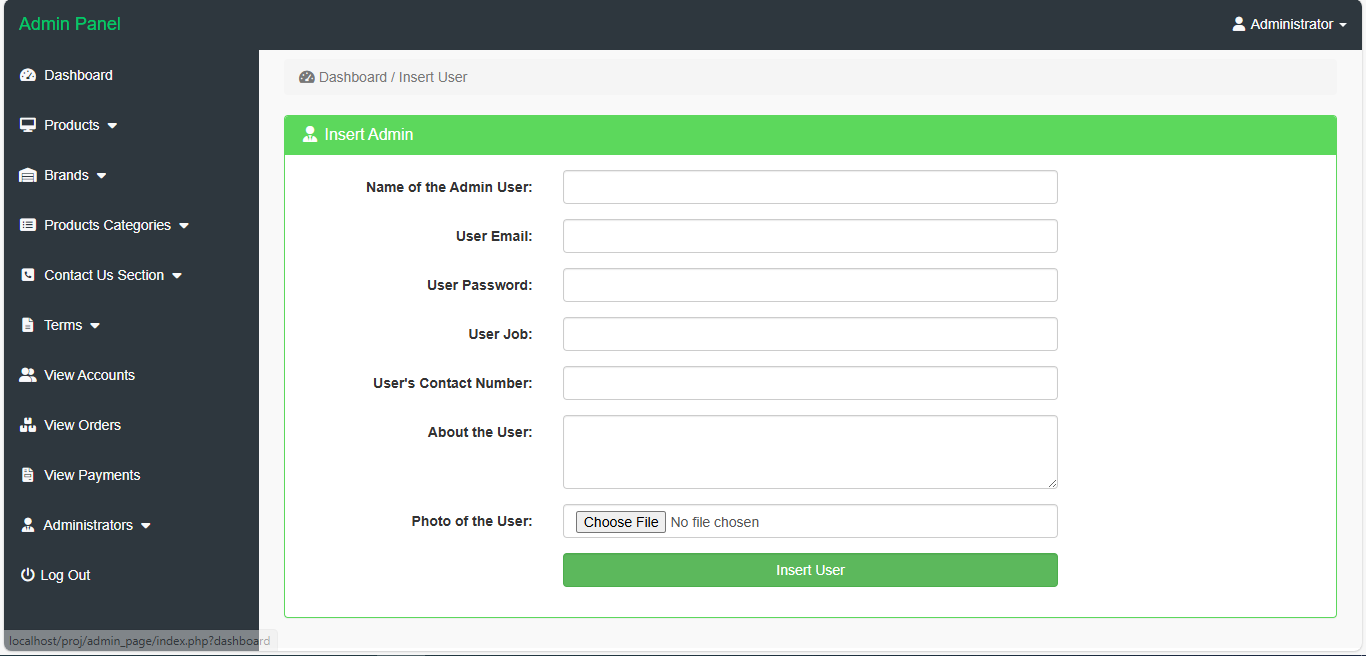 Admin Panel
Administrator
Dashboard
Products
Brands
Products Categories
Contact Us Section
Terms
View Accounts
View Orders
View Payments
Administrators
Log Out
Dashboard / Insert User
Insert Admin
Name of the Admin User:
User Email:
User Password:
User Job:
User's Contact Number:
About the User:
Photo of the User:
Choose File No file chosen
Insert User
localhost/proj/admin_page/index.php?dashboard